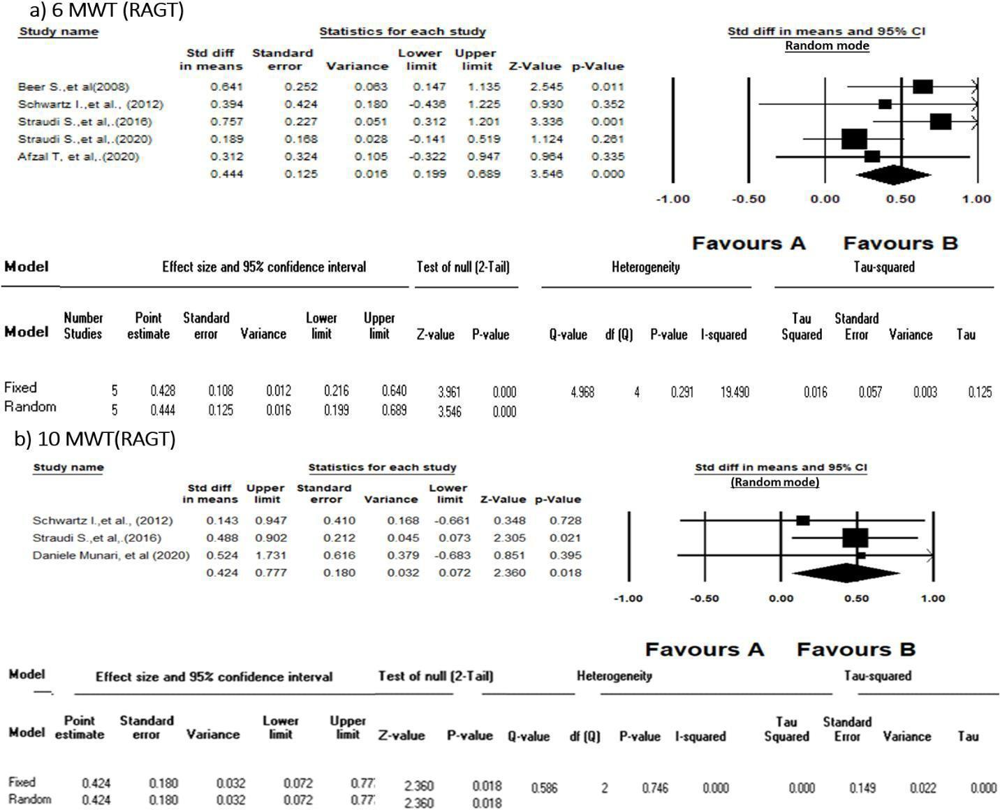 a) 6 MWT (RAGT)
Study name Statistics for each study Std diff in means and 95% CI
Random mode
Std diff Standard Lower Upper
in means error Variance limit limit Z-Value p-Value
Beer S.,et al(2008) 0.641 0.252 0.063 0.147 1.135 2.545 0.011
Schwartz I.,et al., (2012) 0.394 0.424 0.180 -0.436 1.225 0.930 0.352
Straudi S.,et al,.(2016) 0.757 0.227 0.051 0.312 1.201 3.336 0.001
Straudi S.,et al,.(2020) 0.189 0.168 0.028 -0.141 0.519 1.124 0.261
Afzal T, et al,.(2020) 0.312 0.324 0.105 -0.322 0.947 0.964 0.335
0.444 0.125 0.016 0.199 0.689 3.546 0.000
-1.00 -0.50 0.00 0.50 1.00
Favours A Favours B
Model Effect size and 95% confidence interval Test of null (2-Tail) Heterogeneity Tau-squared
Number Point Standard Lower Upper Tau Standard
Model Studies estimate error Variance limit limit Z-value P-value Q-value df (Q) P-value I-squared Squared Error Variance Tau
Fixed 5 0.428 0.108 0.012 0.216 0.640 3.961 0.000 4.968 4 0.291 19.490 0.016 0.057 0.003 0.125
Random 5 0.444 0.125 0.016 0.199 0.689 3.546 0.000
b) 10 MWT(RAGT)
Study name Statistics for each study Std diff in means and 95% CI
(Random mode)
Std diff Upper Standard Lower
in means limit error Variance limit Z-Value p-Value
Schwartz I.,et al., (2012) 0.143 0.947 0.410 0.168 -0.661 0.348 0.728
Straudi S.,et al,.(2016) 0.488 0.902 0.212 0.045 0.073 2.305 0.021
Daniele Munari, et al (2020) 0.524 1.731 0.616 0.379 -0.683 0.851 0.395
0.424 0.777 0.180 0.032 0.072 2.360 0.018
-1.00 -0.50 0.00 0.50 1.00
Favours A Favours B
Model Effect size and 95% confidence interval Test of null (2-Tail) Heterogeneity Tau-squared
Point Standard Lower Upper Tau Standard
Model estimate error Variance limit limit Z-value P-value Q-value df (Q) P-value I-squared Squared Error Variance Tau
Fixed 0.424 0.180 0.032 0.072 2.360 0.018 0.586 2 0.746 0.000 0.000 0.149 0.022 0.000
Random 0.424 0.180 0.032 0.072 2.360 0.018